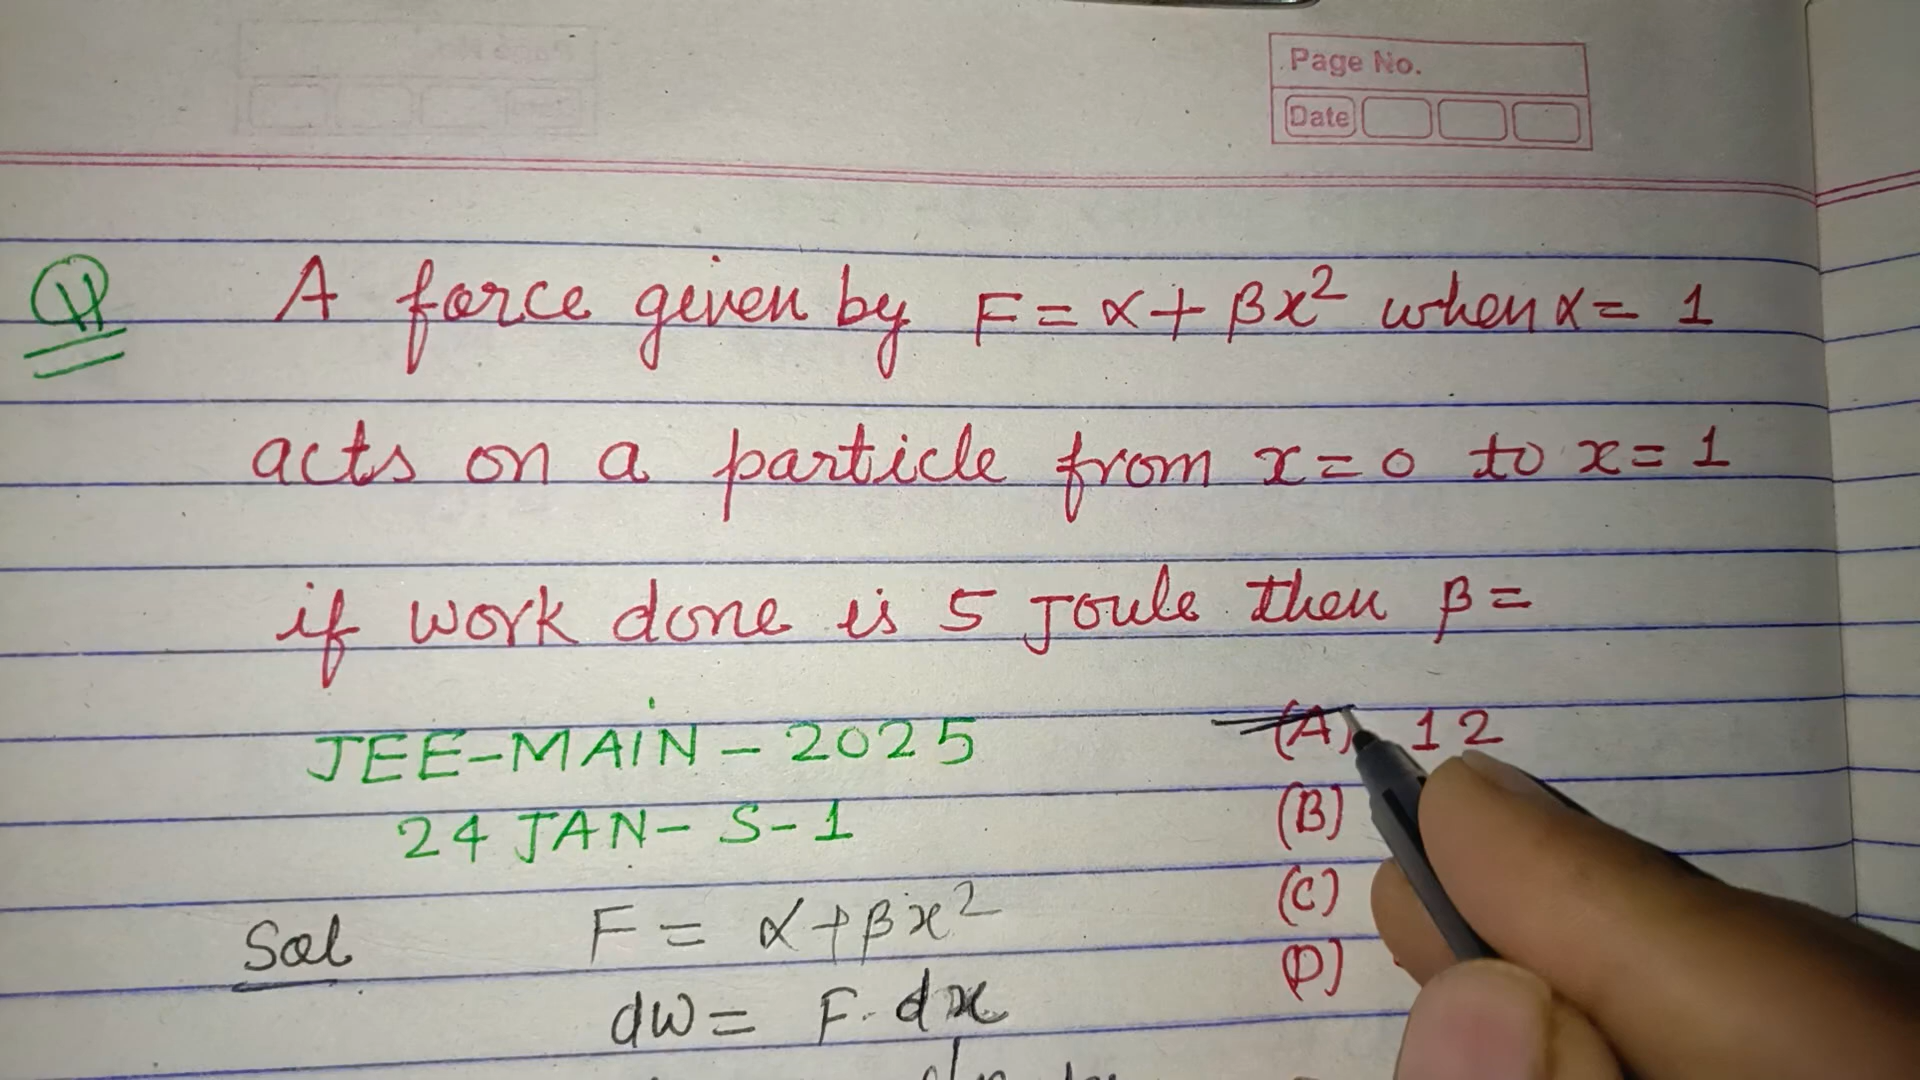 Page No.
Date
Q A force given by F = α + βx² when α = 1
acts on a particle from x = 0 to x = 1
if work done is 5 Joule then β =
JEE-MAIN-2025
24 JAN-S-1
(A) 12
(B)
(C)
(D)
Sol F = α + βx²
dW = F. dx